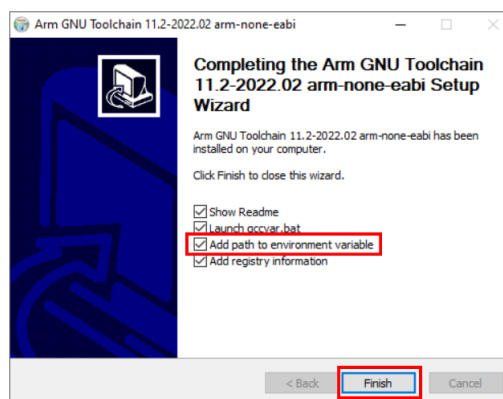 Arm GNU Toolchain 11.2-2022.02 arm-none-eabi
Completing the Arm GNU Toolchain
11.2-2022.02 arm-none-eabi Setup
Wizard
Arm GNU Toolchain 11.2-2022.02 arm-none-eabi has been
installed on your computer.
Click Finish to close this wizard.
Show Readme
Launch gccvar.bat
Add path to environment variable
Add registry information
< Back Finish Cancel